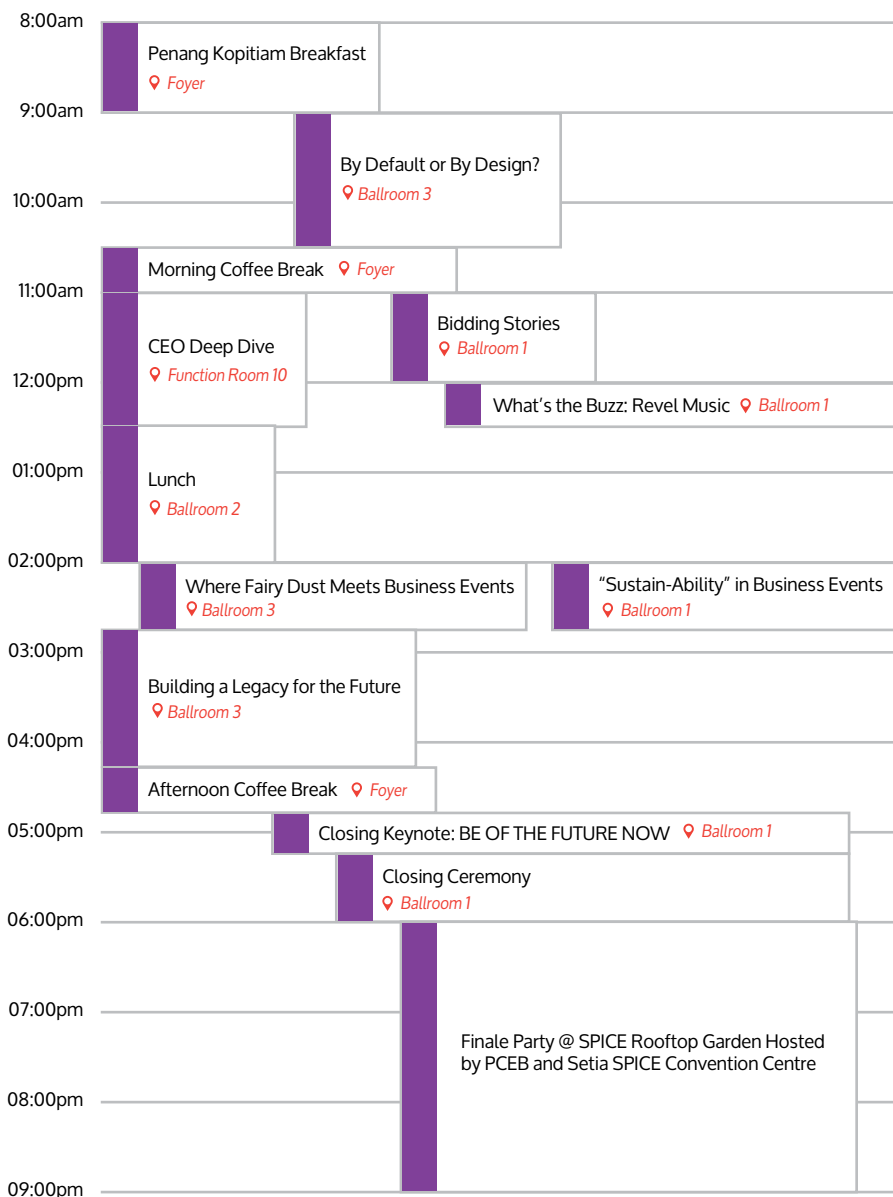 8:00am
Penang Kopitiam Breakfast
Foyer
9:00am
By Default or By Design?
Ballroom 3
10:00am
Morning Coffee Break Foyer
11:00am
CEO Deep Dive
Function Room 10
Bidding Stories
Ballroom 1
12:00pm
What's the Buzz: Revel Music Ballroom 1
01:00pm
Lunch
Ballroom 2
02:00pm
Where Fairy Dust Meets Business Events
Ballroom 3
“Sustain-Ability” in Business Events
Ballroom 1
03:00pm
Building a Legacy for the Future
Ballroom 3
04:00pm
Afternoon Coffee Break Foyer
05:00pm
Closing Keynote: BE OF THE FUTURE NOW Ballroom 1
Closing Ceremony
Ballroom 1
06:00pm
07:00pm
Finale Party @ SPICE Rooftop Garden Hosted
by PCEB and Setia SPICE Convention Centre
08:00pm
09:00pm